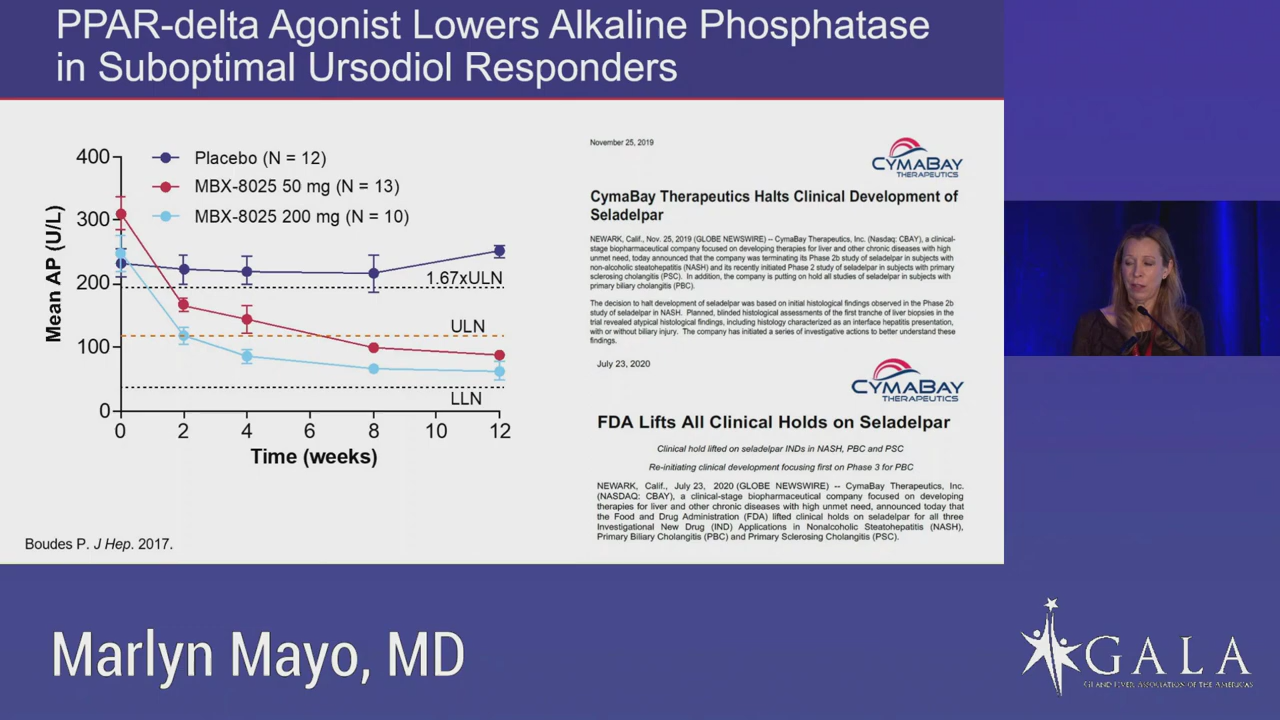 PPAR-delta Agonist Lowers Alkaline Phosphatase
in Suboptimal Ursodiol Responders
400
300
200
100
0
Mean AP (U/L)
Placebo (N = 12)
MBX-8025 50 mg (N = 13)
MBX-8025 200 mg (N = 10)
1.67xULN
ULN
LLN
0 2 4 6 8 10 12
Time (weeks)
Boudes P. J Hep. 2017.
November 25, 2019
CYMABAY
THERAPEUTICS
CymaBay Therapeutics Halts Clinical Development of
Seladelpar
NEWARK, Calif., Nov. 25, 2019 (GLOBE NEWSWIRE) -- CymaBay Therapeutics, Inc. (Nasdaq: CBAY), a clinical-
stage biopharmaceutical company focused on developing therapies for liver and other chronic diseases with high
unmet need, today announced that the company was terminating its Phase 2b study of seladelpar in subjects with
non-alcoholic steatohepatitis (NASH) and its recently initiated Phase 2 study of seladelpar in subjects with primary
sclerosing cholangitis (PSC). In addition, the company is putting on hold all studies of seladelpar in subjects with
primary biliary cholangitis (PBC).
The decision to halt development of seladelpar was based on initial histological findings observed in the Phase 2b
study of seladelpar in NASH. Planned, blinded histological assessments of the first tranche of liver biopsies in the
trial revealed atypical histological findings, including histology characterized as an interface hepatitis presentation,
with or without biliary injury. The company has initiated a series of investigative actions to better understand these
findings.
July 23, 2020
CYMABAY
THERAPEUTICS
FDA Lifts All Clinical Holds on Seladelpar
Clinical hold lifted on seladelpar INDs in NASH, PBC and PSC
Re-initiating clinical development focusing first on Phase 3 for PBC
NEWARK, Calif., July 23, 2020 (GLOBE NEWSWIRE) -- CymaBay Therapeutics, Inc.
(NASDAQ: CBAY), a clinical-stage biopharmaceutical company focused on developing
therapies for liver and other chronic diseases with high unmet need, announced today that
the Food and Drug Administration (FDA) lifted clinical holds on seladelpar for all three
Investigational New Drug (IND) Applications in Nonalcoholic Steatohepatitis (NASH),
Primary Biliary Cholangitis (PBC) and Primary Sclerosing Cholangitis (PSC).
Marlyn Mayo, MD
GALA
GI AND LIVER ASSOCIATION OF THE AMERICAS